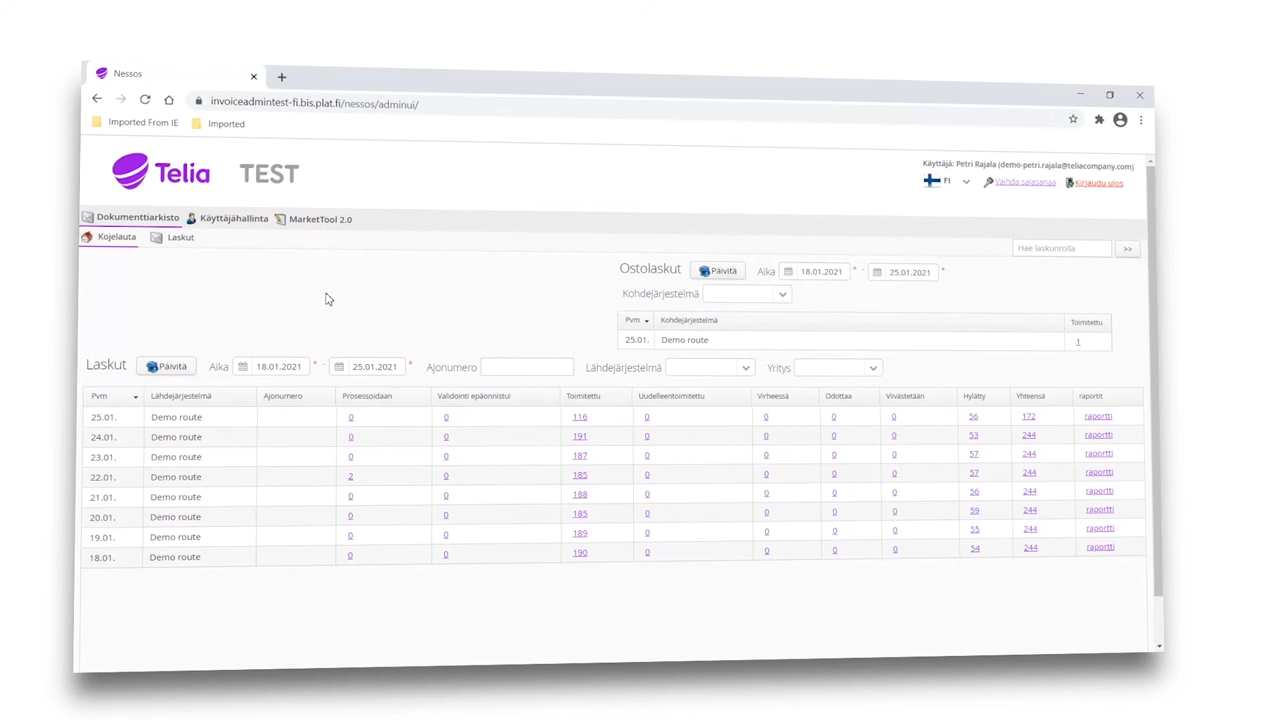 Nessos
invoiceadmintest-fi.bis.plat.fi/nessos/adminui/
Imported From IE Imported
Telia TEST
Käyttäjä: Petri Rajala (demo-petri.rajala@teliacompany.com)
FI Vaihda salasanaa Kirjaudu ulos
Dokumenttiarkisto Käyttäjähallinta MarketTool 2.0
Kojelauta Laskut
Hae laskunrolla >>
Ostolaskut Päivitä Aika 18.01.2021 * - 25.01.2021 *
Kohdejärjestelmä
Pvm Kohdejärjestelmä Toimitettu
25.01. Demo route 1
Laskut Päivitä Aika 18.01.2021 * - 25.01.2021 * Ajonumero Lähdejärjestelmä Yritys
Pvm Lähdejärjestelmä Ajonumero Prosessoidaan Validointi epäonnistui Toimitettu Uudelleentoimitettu Virheessä Odottaa Viivästetään Hylätty Yhteensä raportit
25.01. Demo route 0 0 116 0 0 0 0 56 172 raportti
24.01. Demo route 0 0 191 0 0 0 0 53 244 raportti
23.01. Demo route 0 0 187 0 0 0 0 57 244 raportti
22.01. Demo route 2 0 185 0 0 0 0 57 244 raportti
21.01. Demo route 0 0 188 0 0 0 0 56 244 raportti
20.01. Demo route 0 0 185 0 0 0 0 59 244 raportti
19.01. Demo route 0 0 189 0 0 0 0 55 244 raportti
18.01. Demo route 0 0 190 0 0 0 0 54 244 raportti